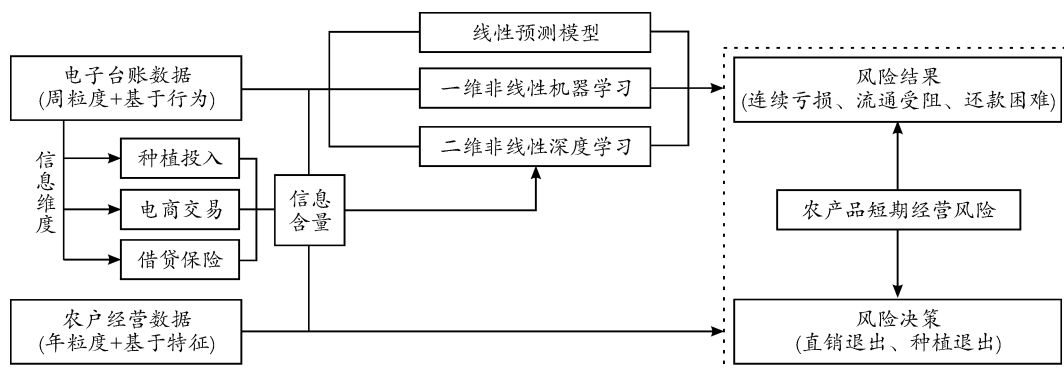 线性预测模型
电子台账数据
(周粒度+基于行为)
一维非线性机器学习
二维非线性深度学习
信息维度
种植投入
电商交易
借贷保险
信息
含量
农户经营数据
(年粒度+基于特征)
风险结果
(连续亏损、流通受阻、还款困难)
农产品短期经营风险
风险决策
(直销退出、种植退出)